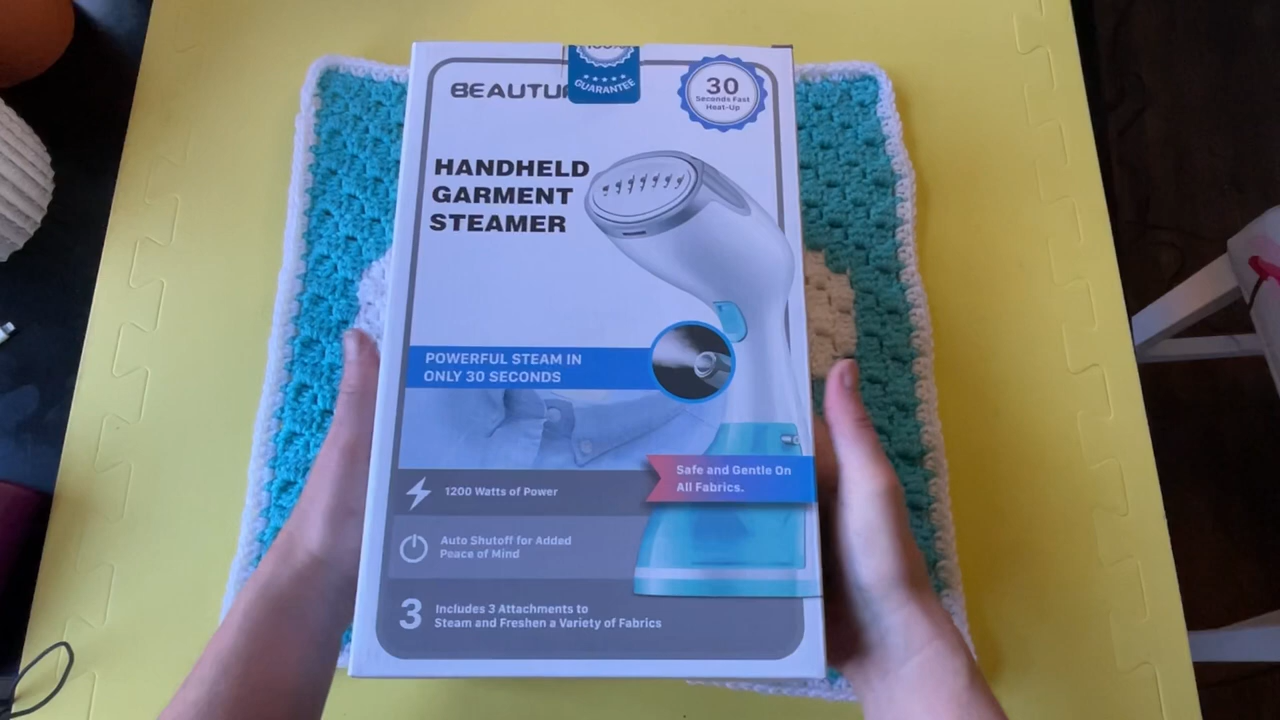 GUARANTEE
30
Seconds Fast
Heat-Up
HANDHELD
GARMENT
STEAMER
POWERFUL STEAM IN
ONLY 30 SECONDS
Safe and Gentle On
All Fabrics.
1200 Watts of Power
Auto Shutoff for Added
Peace of Mind
3
Includes 3 Attachments to
Steam and Freshen a Variety of Fabrics